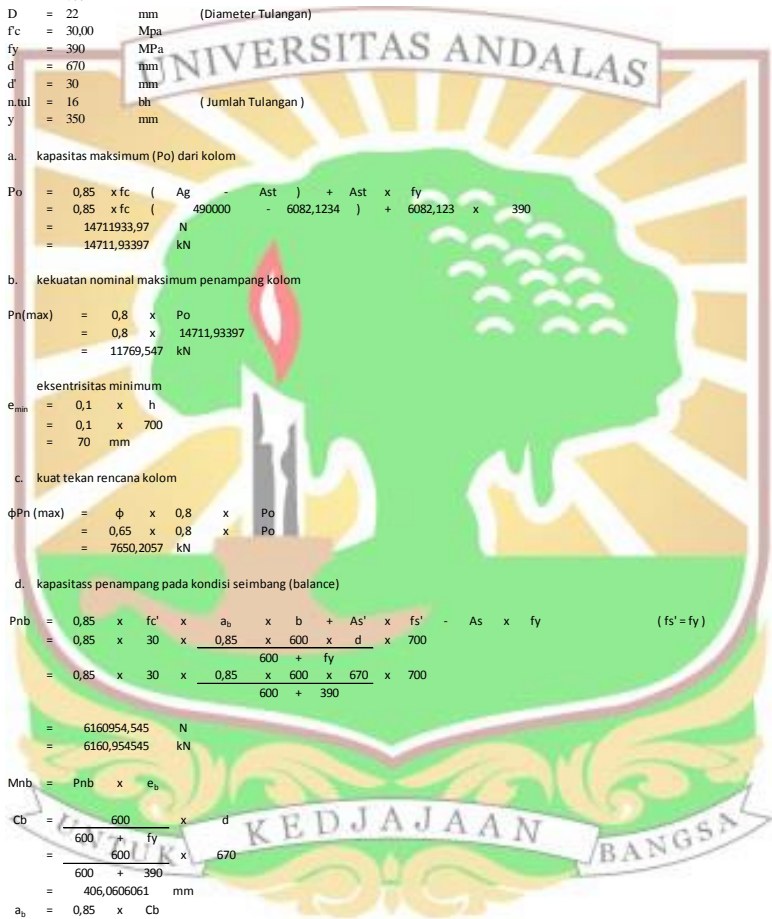 D = 22 mm (Diameter Tulangan)
f'c = 30,00 Mpa
fy = 390 MPa
d = 670 mm
d' = 30 mm
n.tul = 16 bh ( Jumlah Tulangan )
y = 350 mm
UNIVERSITAS ANDALAS
a. kapasitas maksimum (Po) dari kolom
Po = 0,85 x fc ( Ag - Ast ) + Ast x fy
= 0,85 x fc ( 490000 - 6082,1234 ) + 6082,123 x 390
= 14711933,97 N
= 14711,93397 kN
b. kekuatan nominal maksimum penampang kolom
Pn(max) = 0,8 x Po
= 0,8 x 14711,93397
= 11769,547 kN
eksentrisitas minimum
emin = 0,1 x h
= 0,1 x 700
= 70 mm
c. kuat tekan rencana kolom
ϕPn (max) = ϕ x 0,8 x Po
= 0,65 x 0,8 x Po
= 7650,2057 kN
d. kapasitass penampang pada kondisi seimbang (balance)
Pnb = 0,85 x fc' x ab x b + As' x fs' - As x fy ( fs' = fy )
= 0,85 x 30 x 0,85 x 600 x d x 700
600 + fy
= 0,85 x 30 x 0,85 x 600 x 670 x 700
600 + 390
= 6160954,545 N
= 6160,954545 kN
Mnb = Pnb x eb
Cb = 600 x d
600 + fy
= 600 x 670
600 + 390
= 406,0606061 mm
ab = 0,85 x Cb
UNTUK KEDJAJAAN BANGSA